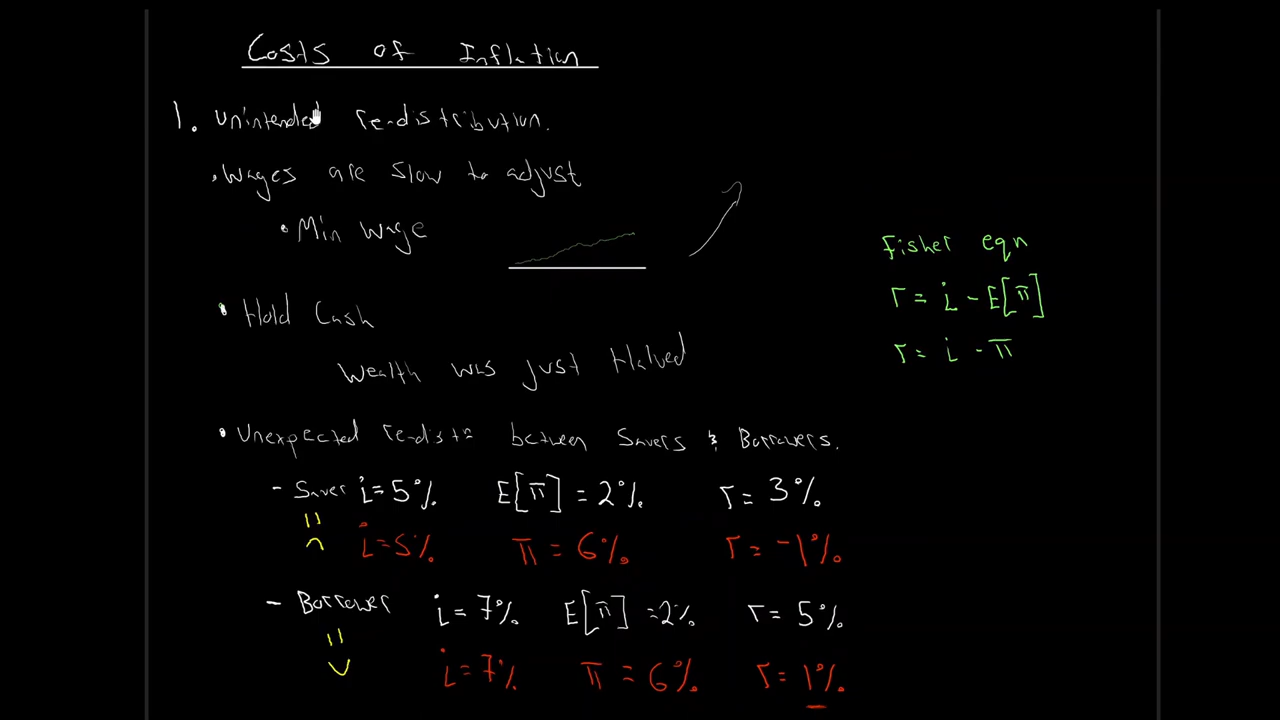 Costs of Inflation
1. Unintended re-distribution.
• Wages are slow to adjust
• Min Wage
• Hold Cash
Wealth was just Halved
Fisher eqn
r = i - E[π]
r = i - π
• Unexpected re-distn between Savers & Borrowers.
- Saver i = 5% E[π] = 2% r = 3%
i = 5% π = 6% r = -1%
- Borrower i = 7% E[π] = 2% r = 5%
i = 7% π = 6% r = 1%